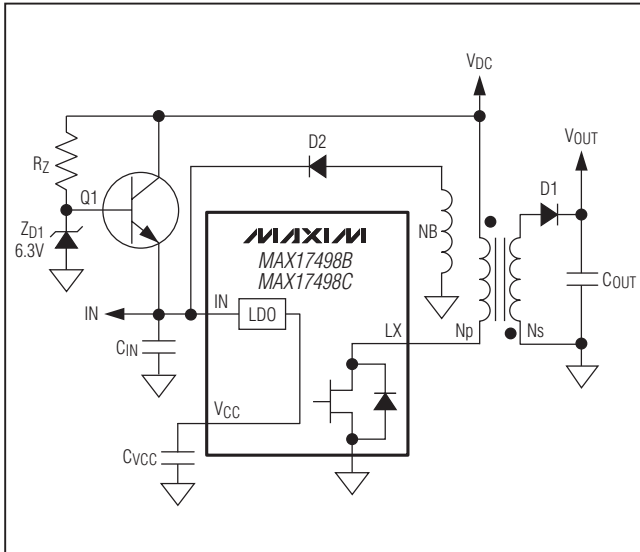 VDC
D2
VOUT
RZ
Q1
D1
ZD1
6.3V
NB
MAXIM
MAX17498B
MAX17498C
COUT
IN
IN
LDO
LX
Np
Ns
CIN
VCC
CVCC